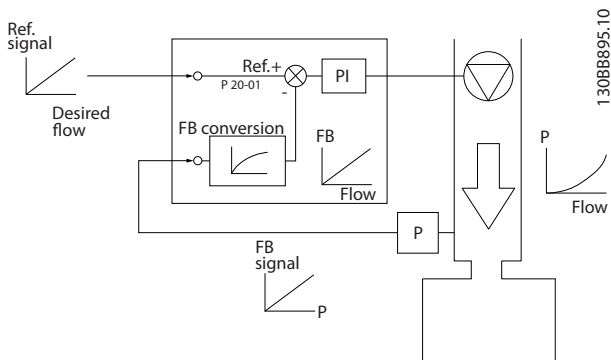 Ref.
signal
Desired
flow
Ref.+
P 20-01
-
PI
FB conversion
FB
Flow
P
FB
signal
P
P
Flow
130BB895.10